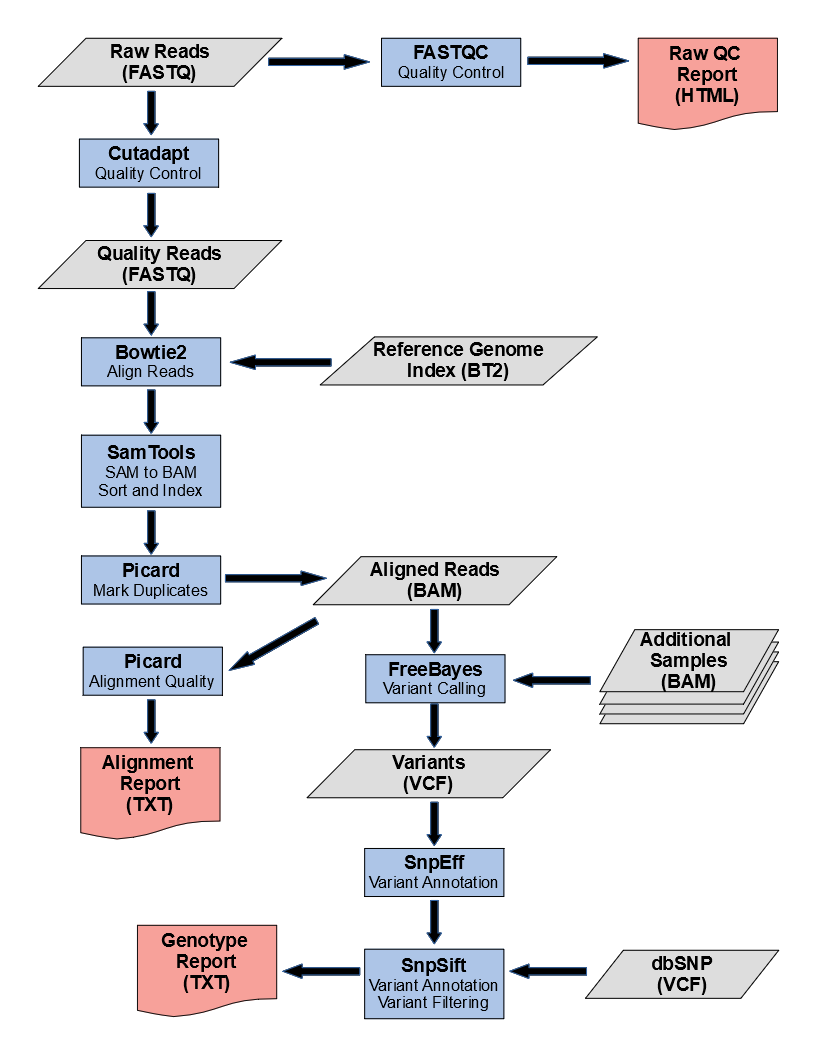 Raw Reads
(FASTQ)
FASTQC
Quality Control
Raw QC
Report
(HTML)
Cutadapt
Quality Control
Quality Reads
(FASTQ)
Bowtie2
Align Reads
Reference Genome
Index (BT2)
SamTools
SAM to BAM
Sort and Index
Picard
Mark Duplicates
Aligned Reads
(BAM)
Picard
Alignment Quality
FreeBayes
Variant Calling
Additional
Samples
(BAM)
Alignment
Report
(TXT)
Variants
(VCF)
SnpEff
Variant Annotation
Genotype
Report
(TXT)
SnpSift
Variant Annotation
Variant Filtering
dbSNP
(VCF)